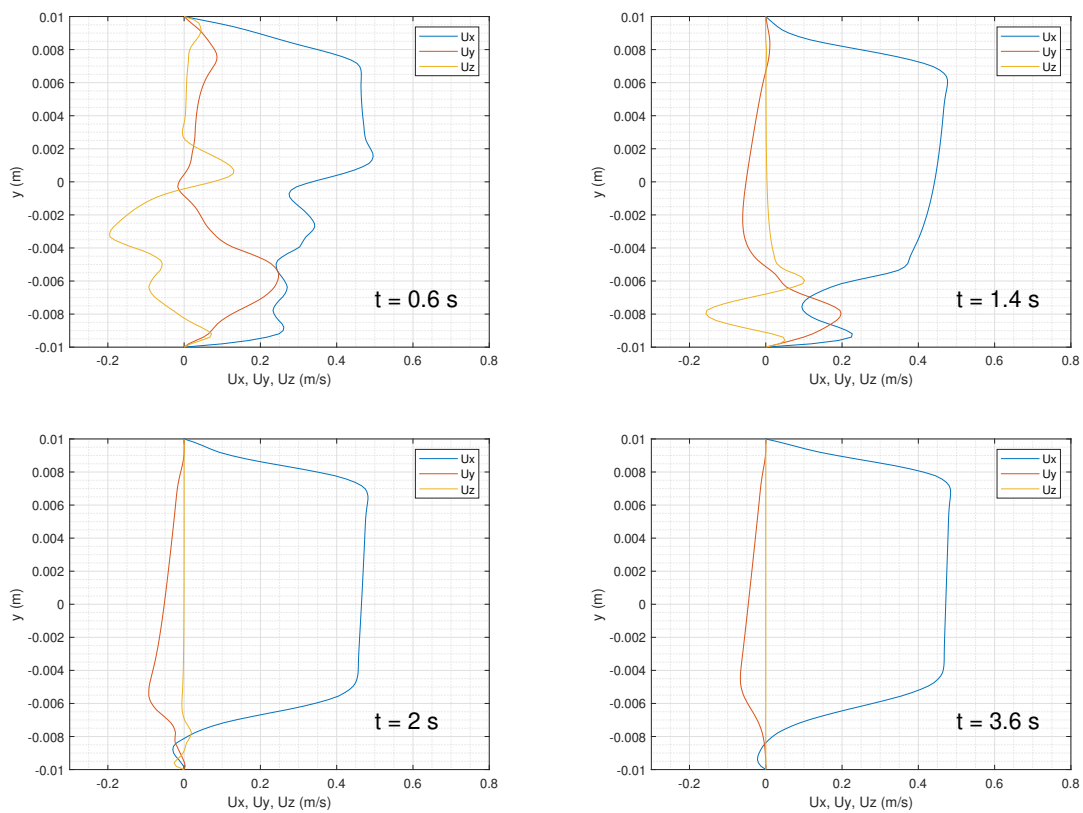 0.01
0.008
0.006
0.004
0.002
0
-0.002
-0.004
-0.006
-0.008
-0.01
y (m)
Ux
Uy
Uz
t = 0.6 s
-0.2 0 0.2 0.4 0.6 0.8
Ux, Uy, Uz (m/s)
0.01
0.008
0.006
0.004
0.002
0
-0.002
-0.004
-0.006
-0.008
-0.01
y (m)
Ux
Uy
Uz
t = 1.4 s
-0.2 0 0.2 0.4 0.6 0.8
Ux, Uy, Uz (m/s)
0.01
0.008
0.006
0.004
0.002
0
-0.002
-0.004
-0.006
-0.008
-0.01
y (m)
Ux
Uy
Uz
t = 2 s
-0.2 0 0.2 0.4 0.6 0.8
Ux, Uy, Uz (m/s)
0.01
0.008
0.006
0.004
0.002
0
-0.002
-0.004
-0.006
-0.008
-0.01
y (m)
Ux
Uy
Uz
t = 3.6 s
-0.2 0 0.2 0.4 0.6 0.8
Ux, Uy, Uz (m/s)